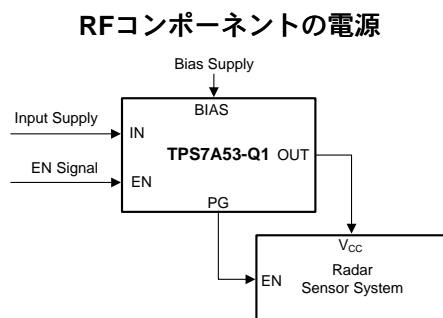 RFコンポーネントの電源
Bias Supply
BIAS
Input Supply
IN
TPS7A53-Q1
OUT
EN Signal
EN
PG
VCC
EN
Radar
Sensor System